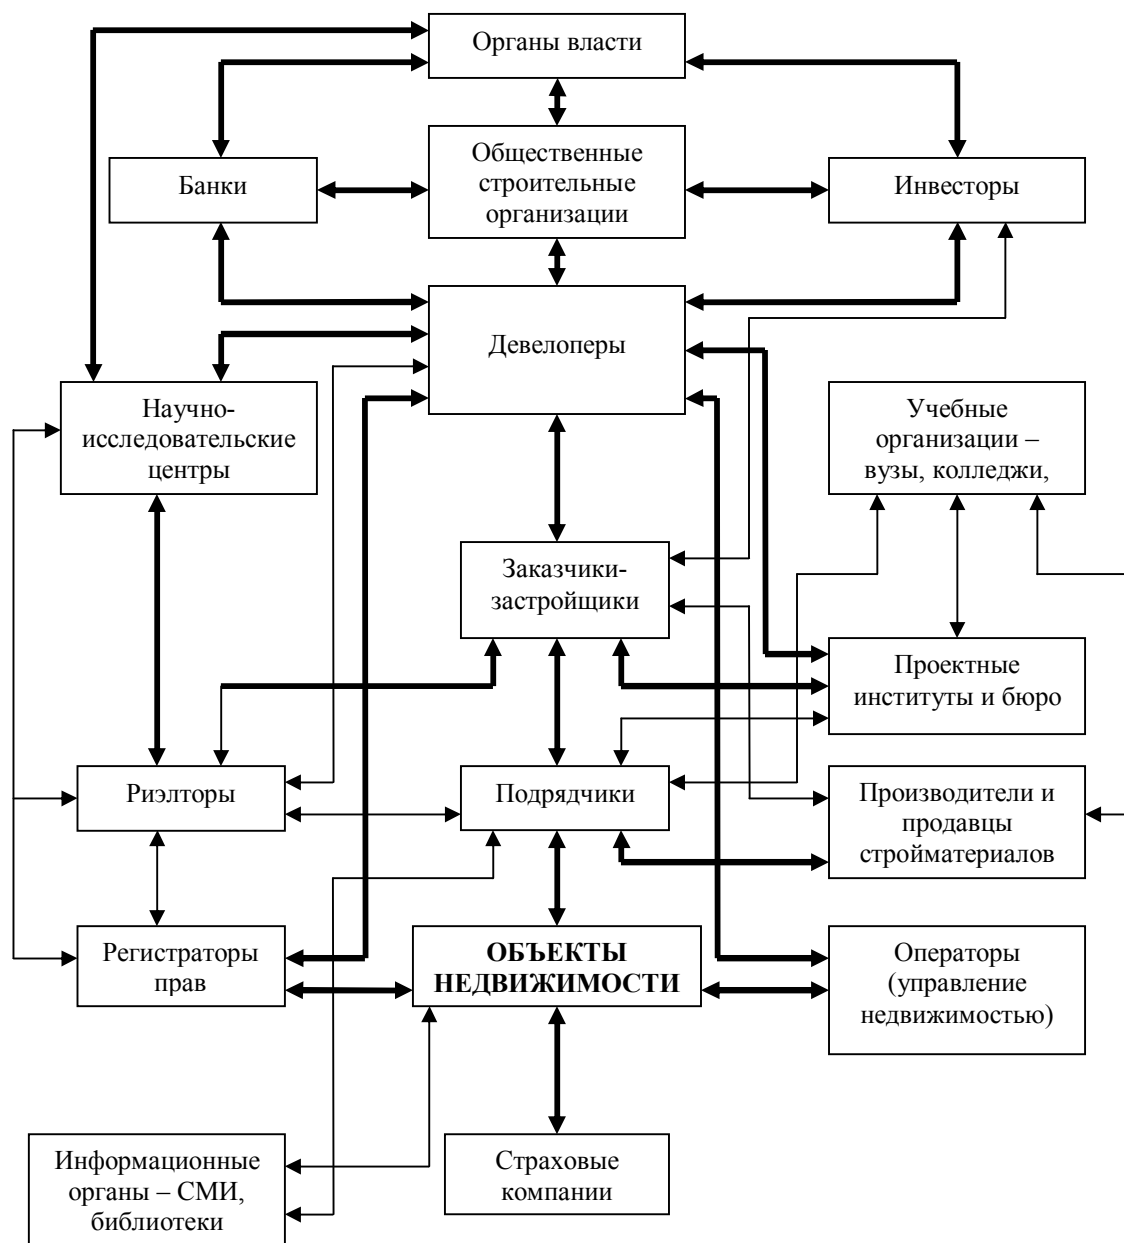 Органы власти
Общественные
строительные
организации
Банки
Инвесторы
Девелоперы
Научно-
исследовательские
центры
Учебные
организации –
вузы, колледжи,
Заказчики-
застройщики
Проектные
институты и бюро
Риэлторы
Подрядчики
Производители и
продавцы
стройматериалов
Регистраторы
прав
ОБЪЕКТЫ
НЕДВИЖИМОСТИ
Операторы
(управление
недвижимостью)
Информационные
органы – СМИ,
библиотеки
Страховые
компании